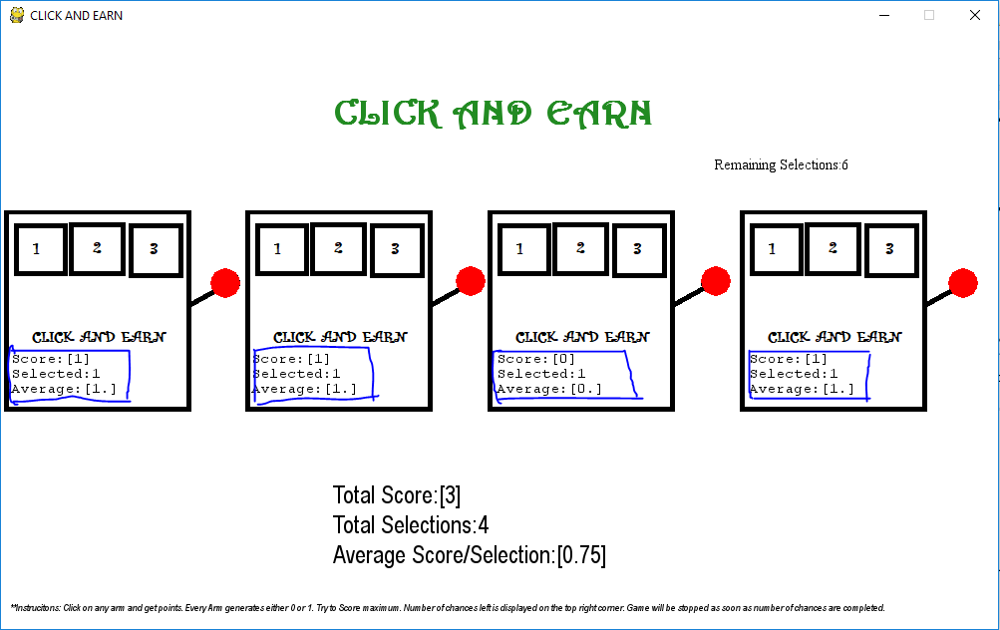 CLICK AND EARN
CLICK AND EARN
Remaining Selections:6
1 2 3
CLICK AND EARN
Score:[1]
Selected:1
Average:[1.]
1 2 3
CLICK AND EARN
Score:[1]
Selected:1
Average:[1.]
1 2 3
CLICK AND EARN
Score:[0]
Selected:1
Average:[0.]
1 2 3
CLICK AND EARN
Score:[1]
Selected:1
Average:[1.]
Total Score:[3]
Total Selections:4
Average Score/Selection:[0.75]
**Instrucitons: Click on any arm and get points. Every Arm generates either 0 or 1. Try to Score maximum. Number of chances left is displayed on the top right corner. Game will be stopped as soon as number of chances are completed.